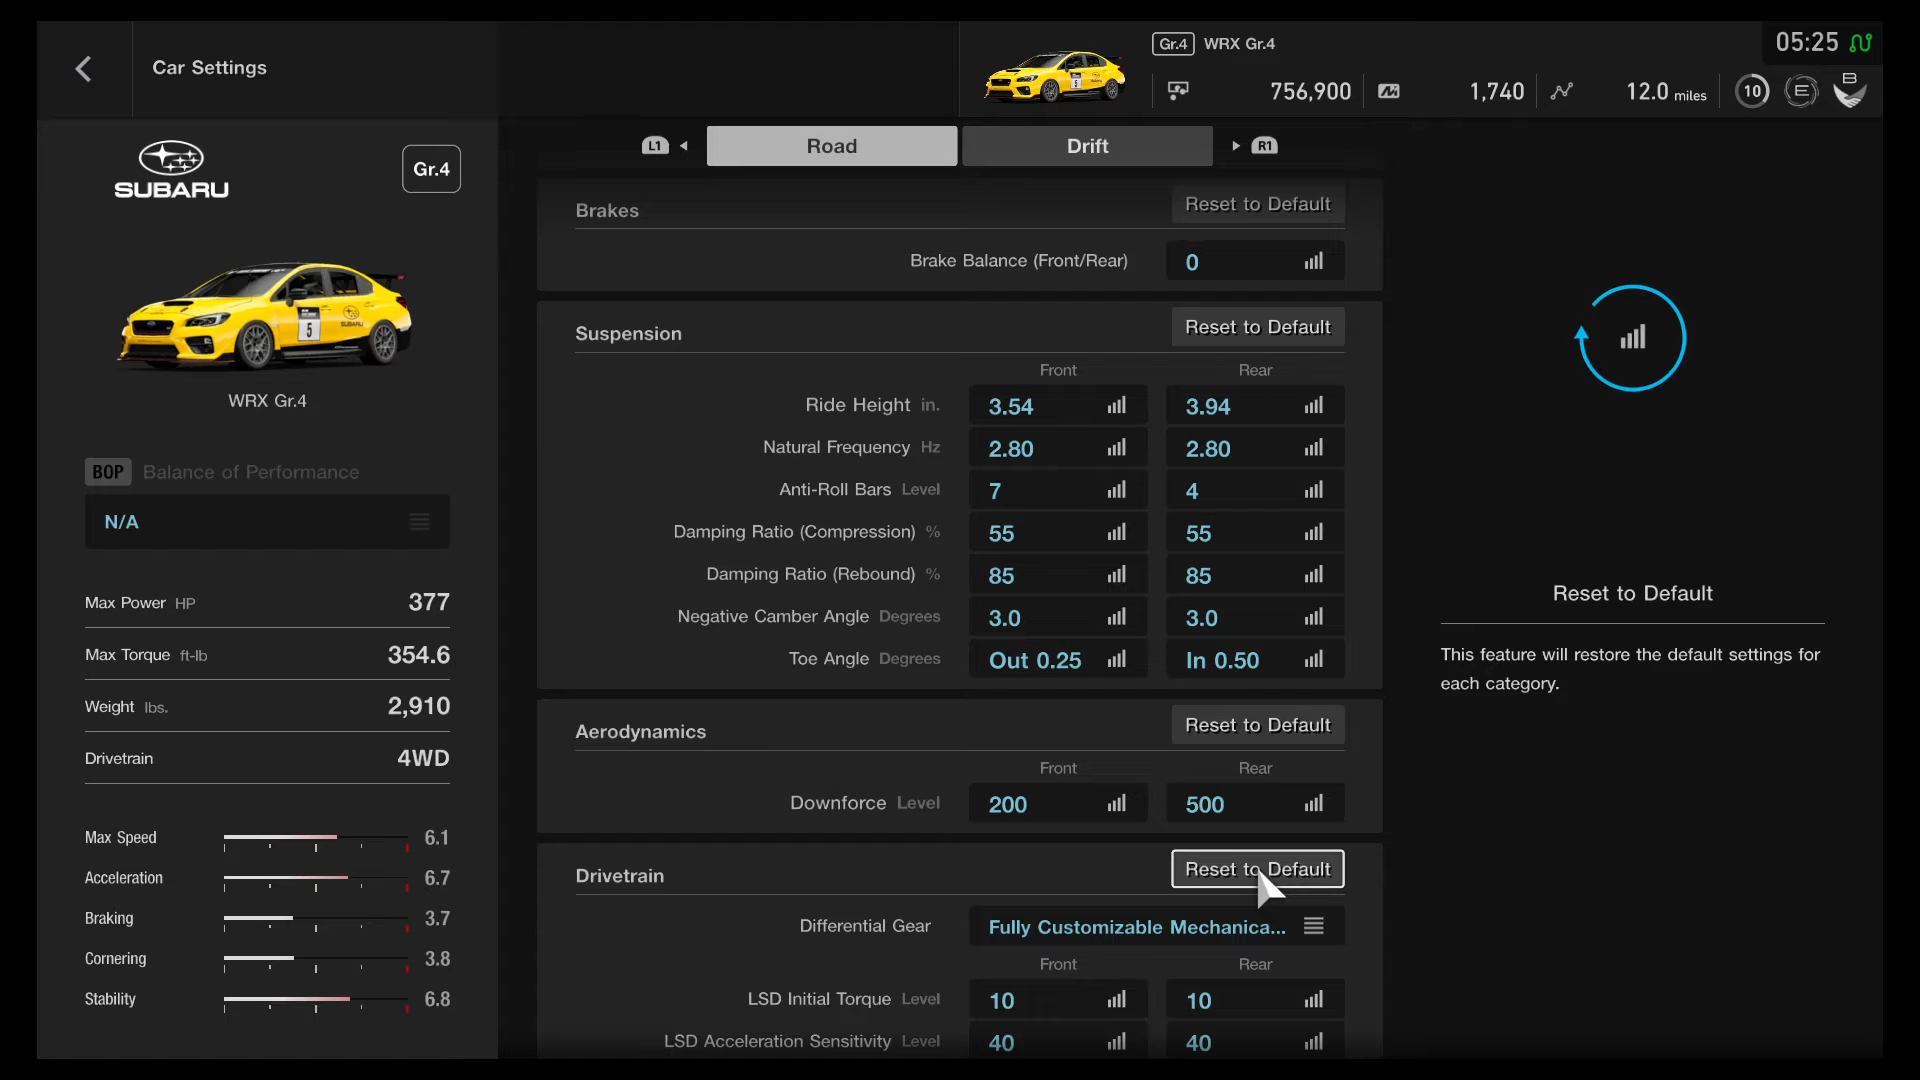 Car Settings
Gr.4 WRX Gr.4
05:25
756,900 1,740 12.0 miles 10 E B
SUBARU
Gr.4
5 SUBARU
WRX Gr.4
BOP Balance of Performance
N/A
Max Power HP 377
Max Torque ft-lb 354.6
Weight lbs. 2,910
Drivetrain 4WD
Max Speed 6.1
Acceleration 6.7
Braking 3.7
Cornering 3.8
Stability 6.8
L1 Road Drift R1
Brakes Reset to Default
Brake Balance (Front/Rear) 0
Suspension Reset to Default
Front Rear
Ride Height in. 3.54 3.94
Natural Frequency Hz 2.80 2.80
Anti-Roll Bars Level 7 4
Damping Ratio (Compression) % 55 55
Damping Ratio (Rebound) % 85 85
Negative Camber Angle Degrees 3.0 3.0
Toe Angle Degrees Out 0.25 In 0.50
Aerodynamics Reset to Default
Front Rear
Downforce Level 200 500
Drivetrain Reset to Default
Differential Gear Fully Customizable Mechanica...
Front Rear
LSD Initial Torque Level 10 10
LSD Acceleration Sensitivity Level 40 40
Reset to Default
This feature will restore the default settings for
each category.